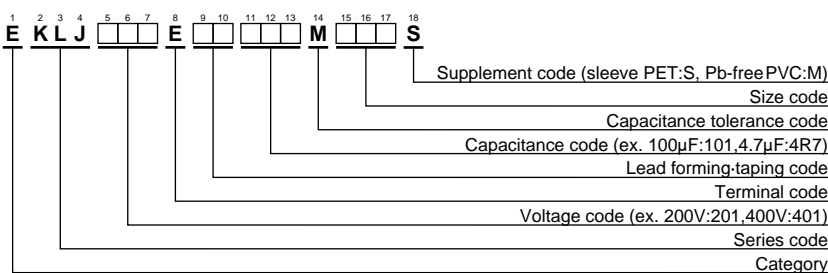 1 2 3 4 5 6 7 8 9 10 11 12 13 14 15 16 17 18
E KLJ □□□ E □□ □□□ M □□□ S
Supplement code (sleeve PET:S, Pb-free PVC:M)
Size code
Capacitance tolerance code
Capacitance code (ex. 100μF:101,4.7μF:4R7)
Lead forming·taping code
Terminal code
Voltage code (ex. 200V:201,400V:401)
Series code
Category